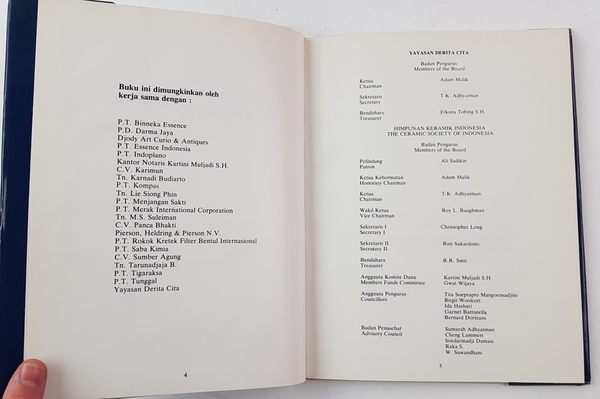 Buku ini dimungkinkan oleh
kerja sama dengan :
P.T. Binneka Essence
P.D. Darma Jaya
Djody Art Curio & Antiques
P.T. Essence Indonesia
P.T. Indoplano
Kantor Notaris Kartini Muljadi S.H.
C.V. Karimun
Tn. Karnadi Budiarto
P.T. Kompas
Tn. Lie Siong Phin
P.T. Menjangan Sakti
P.T. Merak International Corporation
Tn. M.S. Suleiman
C.V. Panca Bhakti
Pierson, Heldring & Pierson N.V.
P.T. Rokok Kretek Filter Bentul Internasional
P.T. Saba Kimia
C.V. Sumber Agung
Tn. Tarunadjaja B.
P.T. Tigaraksa
P.T. Tunggal
Yayasan Derita Cita
4
YAYASAN DERITA CITA
Badan Pengurus
Members of the Board
Ketua Adam Malik
Chairman
Sekretaris T.K. Adhyatman
Secretary
Bendahara Elkana Tobing S.H.
Treasurer
HIMPUNAN KERAMIK INDONESIA
THE CERAMIC SOCIETY OF INDONESIA
Badan Pengurus
Members of the Board
Pelindung Ali Sadikin
Patron
Ketua Kehormatan Adam Malik
Honorary Chairman
Ketua T.K. Adhyatman
Chairman
Wakil Ketua Roy L. Baughman
Vice Chairman
Sekretaris I Christopher Long
Secretary I
Sekretaris II Rini Sukardono
Secretary II
Bendahara R.R. Smit
Treasurer
Anggauta Komite Dana Kartini Muljadi S.H.
Members Funds Committee Gwat Wijaya
Anggauta Pengurus Tita Soeprapto Mangoensadjito
Councillors Birgit Woolcott
Ida Hashari
Garnet Battistella
Bernard Dorleans
Badan Penasehat Sumarah Adhyatman
Advisory Council Cheng Lammers
Soedarmadji Damais
Raka S.
W. Suwandhani
5